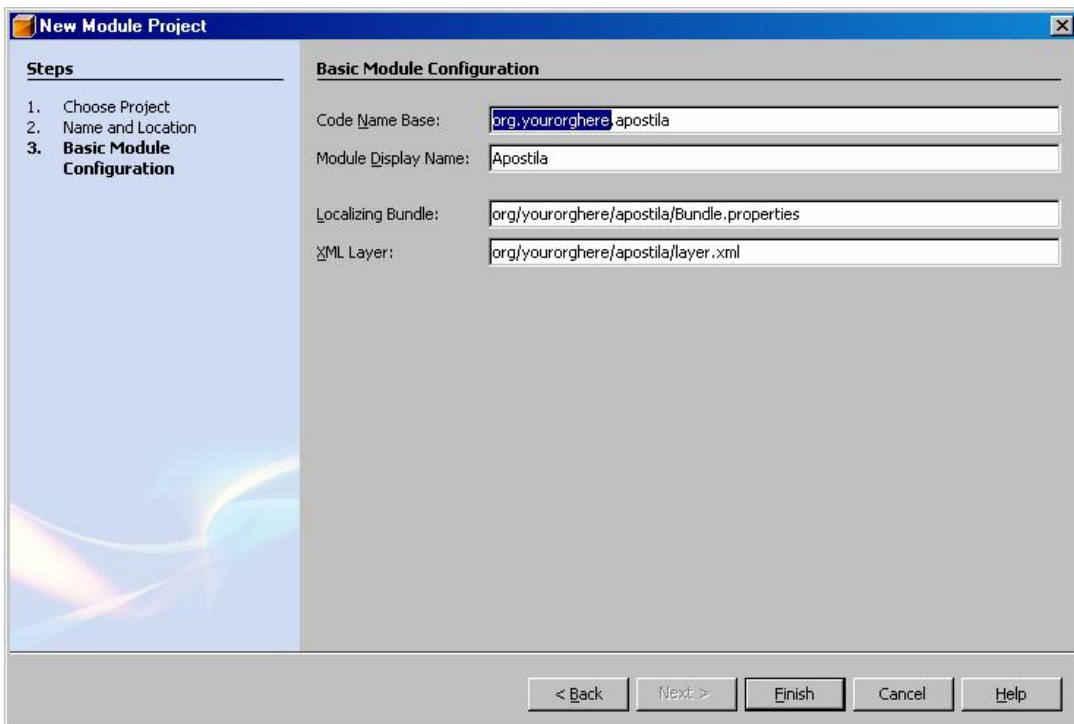 New Module Project
Steps
1. Choose Project
2. Name and Location
3. Basic Module
Configuration
Basic Module Configuration
Code Name Base: org.yourorghere.apostila
Module Display Name: Apostila
Localizing Bundle: org/yourorghere/apostila/Bundle.properties
XML Layer: org/yourorghere/apostila/layer.xml
< Back Next > Finish Cancel Help